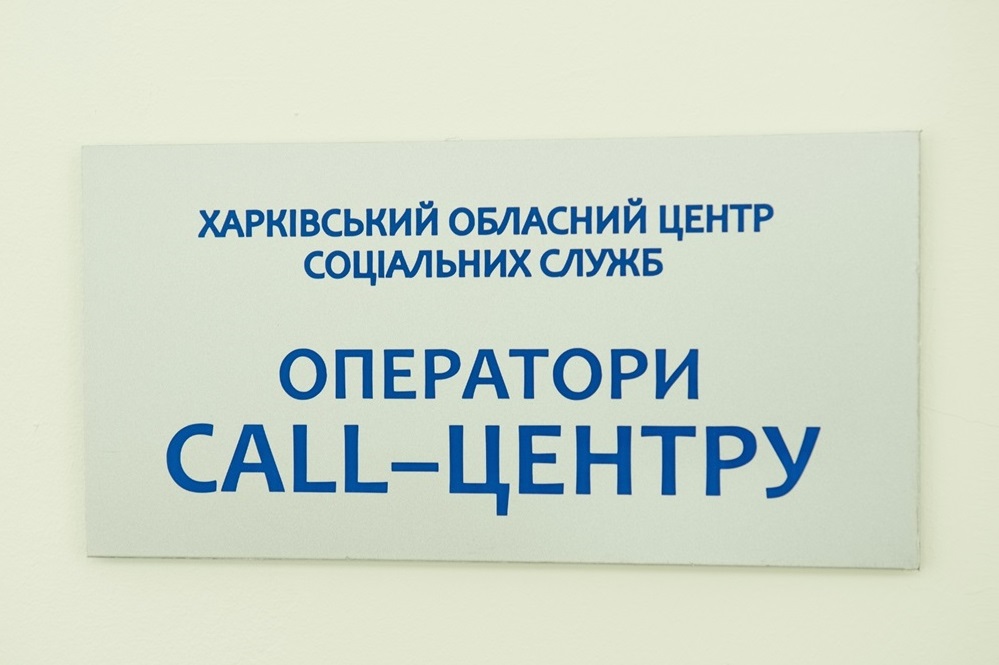 ХАРКІВСЬКИЙ ОБЛАСНИЙ ЦЕНТР
СОЦІАЛЬНИХ СЛУЖБ
ОПЕРАТОРИ
CALL–ЦЕНТРУ